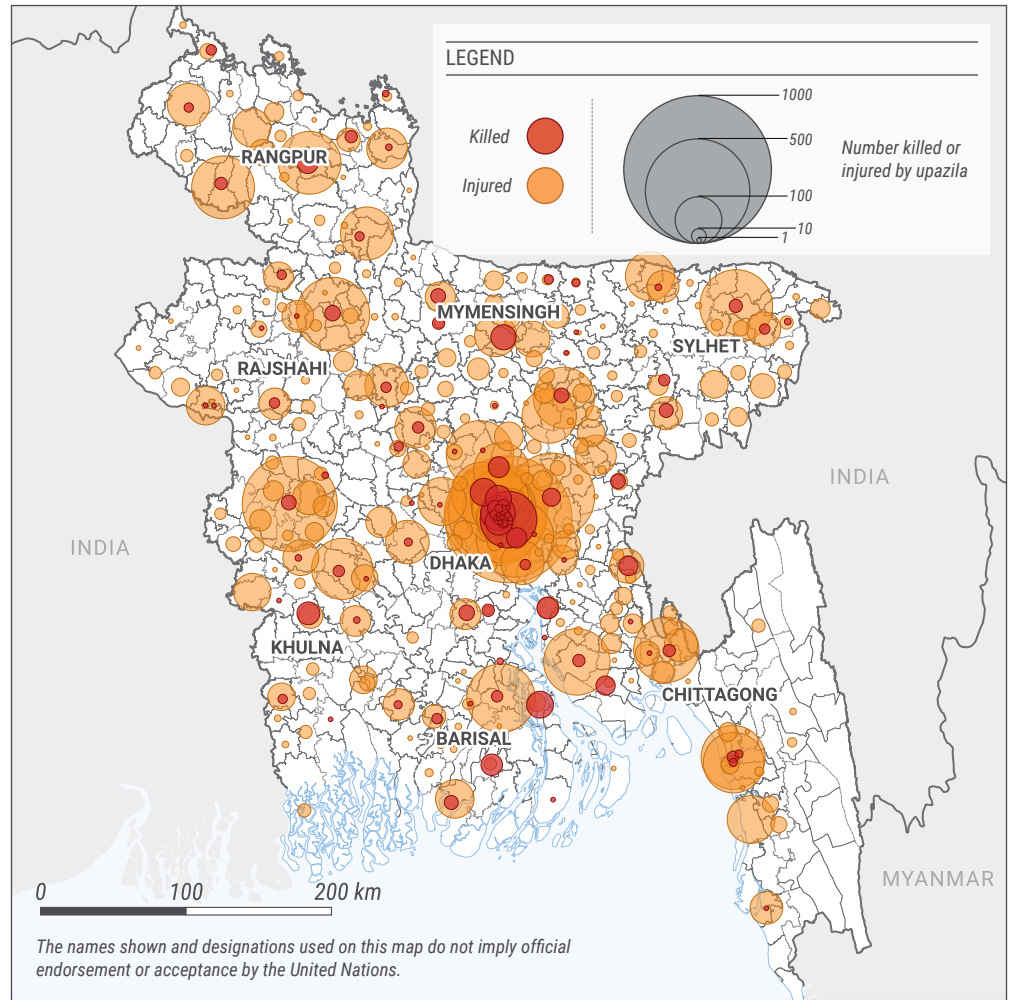 LEGEND
Killed
Injured
1000
500
100
10
1
Number killed or
injured by upazila
RANGPUR
MYMENSINGH
SYLHET
RAJSHAHI
INDIA
INDIA
DHAKA
KHULNA
CHITTAGONG
BARISAL
MYANMAR
0 100 200 km
The names shown and designations used on this map do not imply official
endorsement or acceptance by the United Nations.